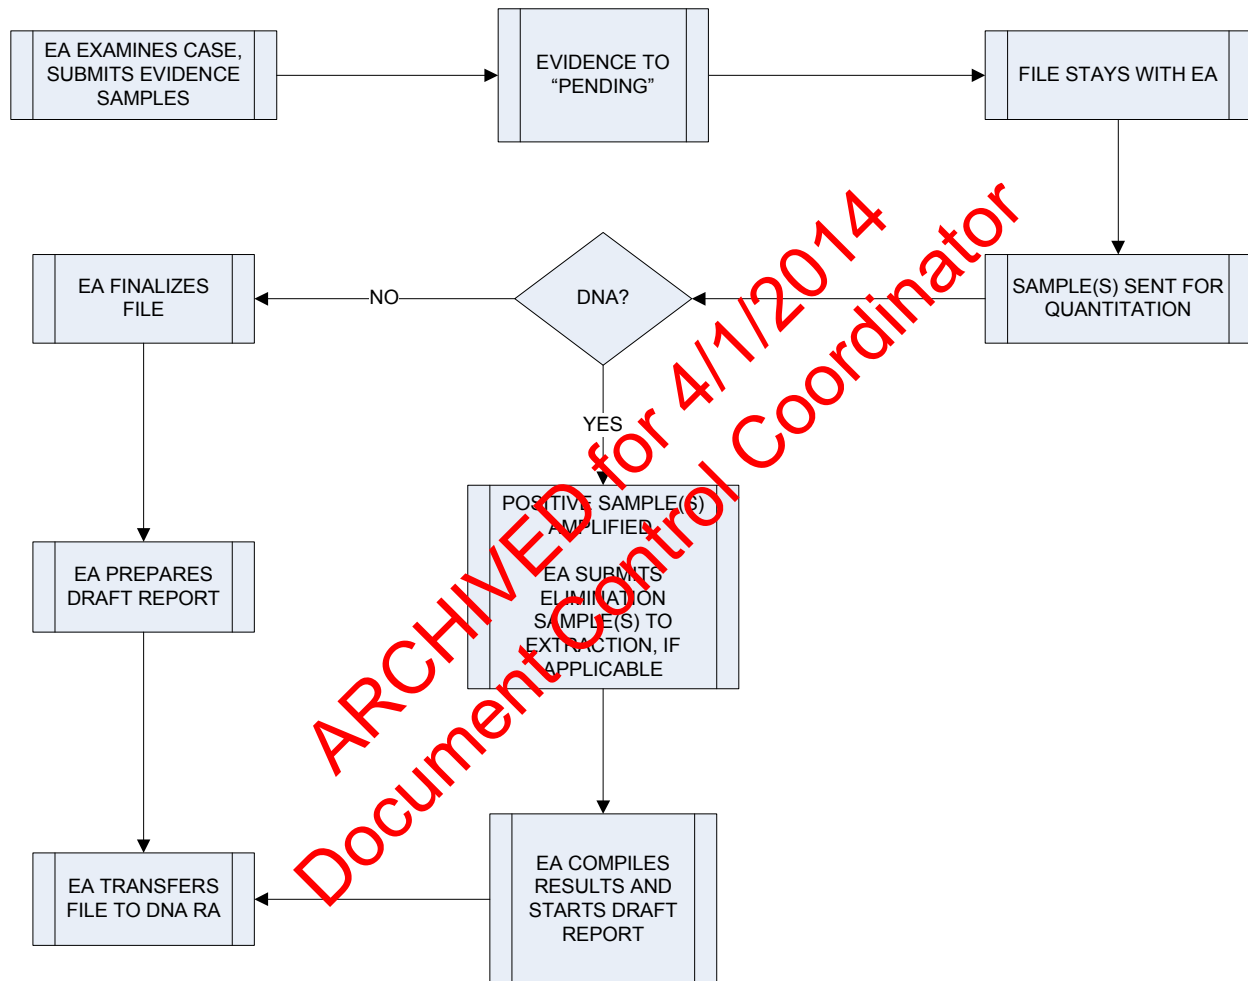 EA EXAMINES CASE,
SUBMITS EVIDENCE
SAMPLES
EVIDENCE TO
“PENDING”
FILE STAYS WITH EA
EA FINALIZES
FILE
NO
DNA?
SAMPLE(S) SENT FOR
QUANTITATION
YES
POSITIVE SAMPLE(S)
AMPLIFIED
EA SUBMITS
ELIMINATION
SAMPLE(S) TO
EXTRACTION, IF
APPLICABLE
EA PREPARES
DRAFT REPORT
EA TRANSFERS
FILE TO DNA RA
EA COMPILES
RESULTS AND
STARTS DRAFT
REPORT
ARCHIVED for 4/1/2014
Document Control Coordinator